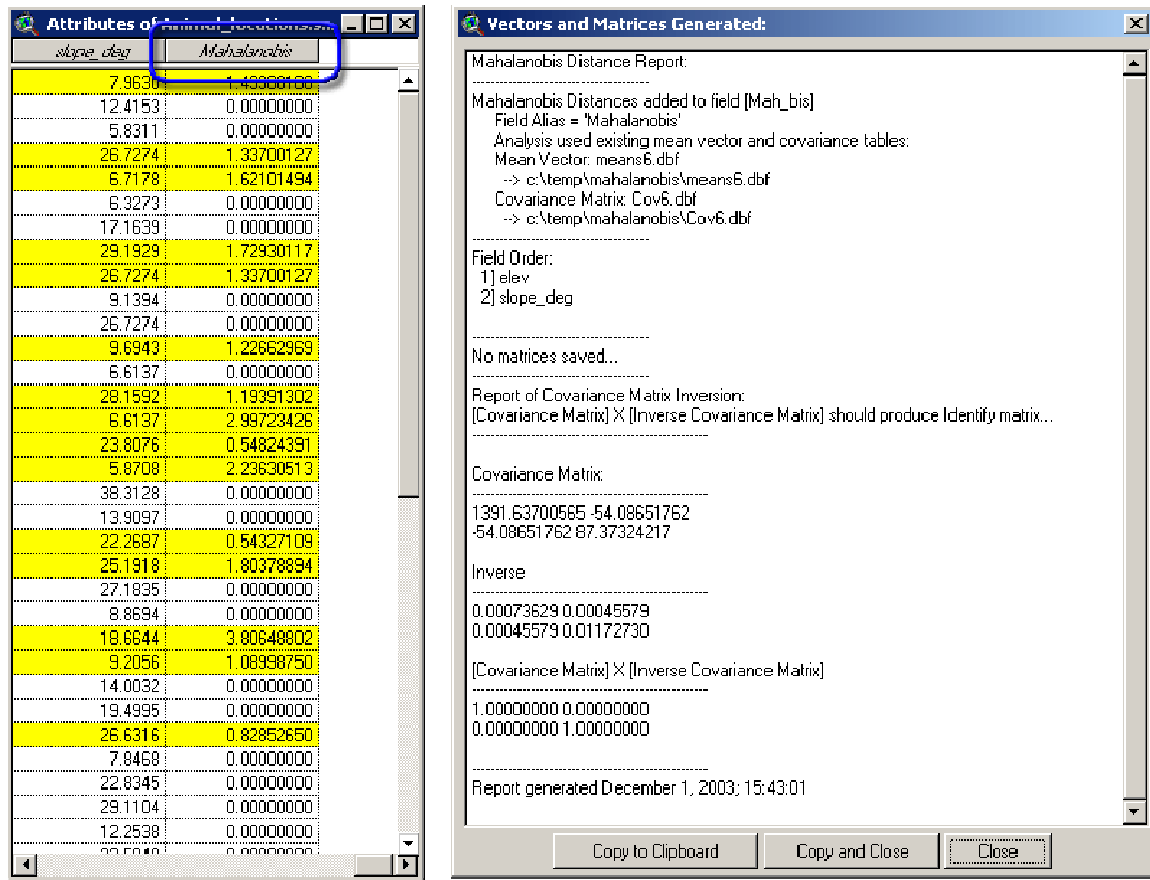 Attributes of Animal_locations.s...
slope_deg Mahalanobis
7.9630 1.43380188
12.4153 0.00000000
5.8311 0.00000000
26.7274 1.33700127
6.7178 1.62101494
6.3273 0.00000000
17.1639 0.00000000
29.1929 1.72930117
26.7274 1.33700127
9.1394 0.00000000
26.7274 0.00000000
9.6943 1.22662969
6.6137 0.00000000
28.1592 1.19391302
6.6137 2.99723426
23.8076 0.54824391
5.8708 2.23630513
38.3128 0.00000000
13.9097 0.00000000
22.2687 0.54327109
25.1918 1.80378894
27.1835 0.00000000
8.8694 0.00000000
18.6644 3.80648802
9.2056 1.08998750
14.0032 0.00000000
19.4995 0.00000000
26.6316 0.82852650
7.8468 0.00000000
22.8345 0.00000000
29.1104 0.00000000
12.2538 0.00000000
Vectors and Matrices Generated:
Mahalanobis Distance Report:
----------------------------------------
Mahalanobis Distances added to field [Mah_bis]
Field Alias = 'Mahalanobis'
Analysis used existing mean vector and covariance tables:
Mean Vector: means6.dbf
--> c:\temp\mahalanobis\means6.dbf
Covariance Matrix: Cov6.dbf
--> c:\temp\mahalanobis\Cov6.dbf
----------------------------------------
Field Order:
1] elev
2] slope_deg
----------------------------------------
No matrices saved...
----------------------------------------
Report of Covariance Matrix Inversion:
[Covariance Matrix] X [Inverse Covariance Matrix] should produce Identify matrix...
----------------------------------------------------
Covariance Matrix:
----------------------------------------------------
1391.63700565 -54.08651762
-54.08651762 87.37324217
Inverse
----------------------------------------------------
0.00073629 0.00045579
0.00045579 0.01172730
[Covariance Matrix] X [Inverse Covariance Matrix]
----------------------------------------------------
1.00000000 0.00000000
0.00000000 1.00000000
----------------------------------------
Report generated December 1, 2003; 15:43:01
Copy to Clipboard Copy and Close Close